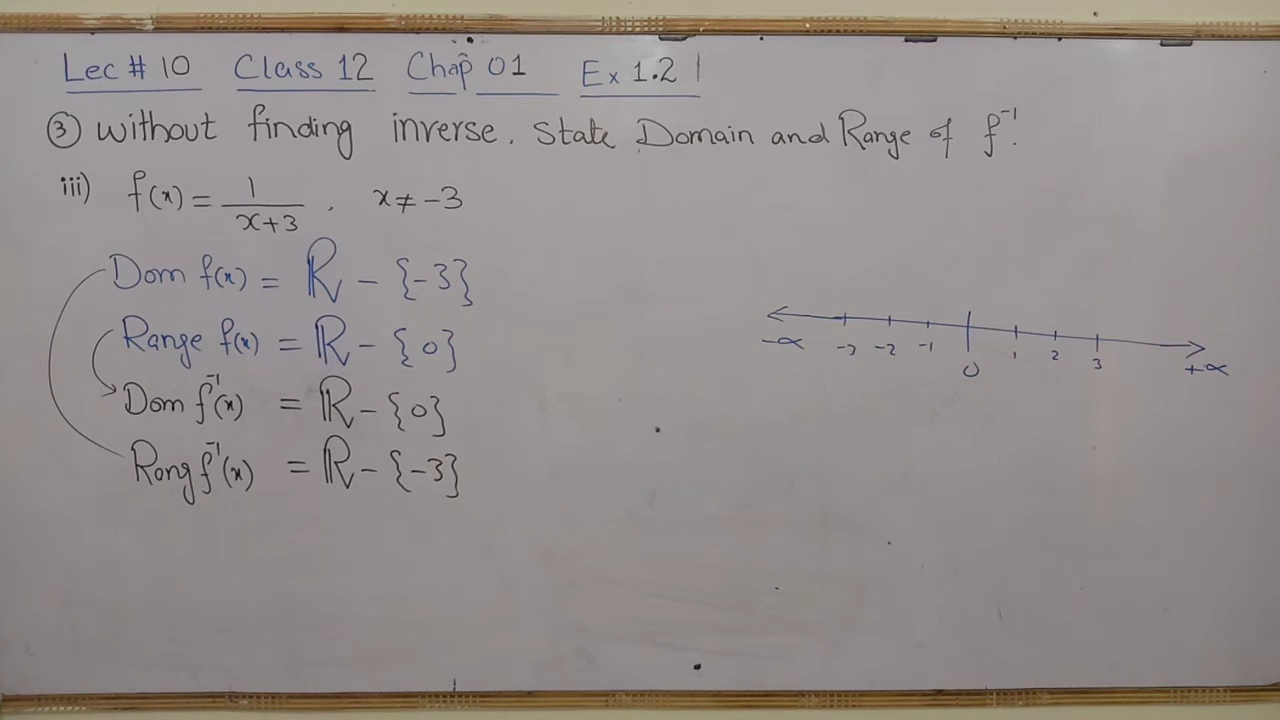 Lec # 10 Class 12 Chap 01 Ex 1.2 |
③ without finding inverse. State Domain and Range of f⁻¹.
iii) f(x) = 1/(x+3) , x ≠ -3
Dom f(x) = ℝ - {-3}
Range f(x) = ℝ - {0}
Dom f⁻¹(x) = ℝ - {0}
Rang f⁻¹(x) = ℝ - {-3}
-∝ -3 -2 -1 0 1 2 3 +∝